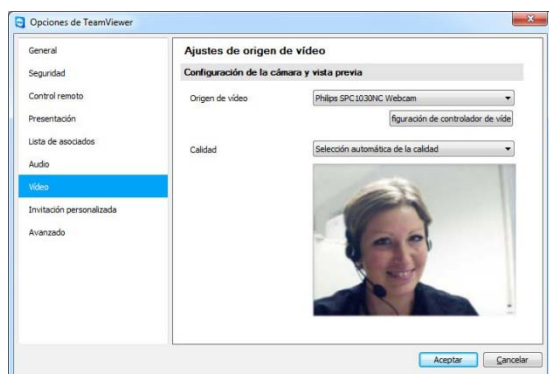 Opciones de TeamViewer
General
Seguridad
Control remoto
Presentación
Lista de asociados
Audio
Vídeo
Invitación personalizada
Avanzado
Ajustes de origen de vídeo
Configuración de la cámara y vista previa
Origen de vídeo
Philips SPC1030NC Webcam
figuración de controlador de víde
Calidad
Selección automática de la calidad
Aceptar
Cancelar